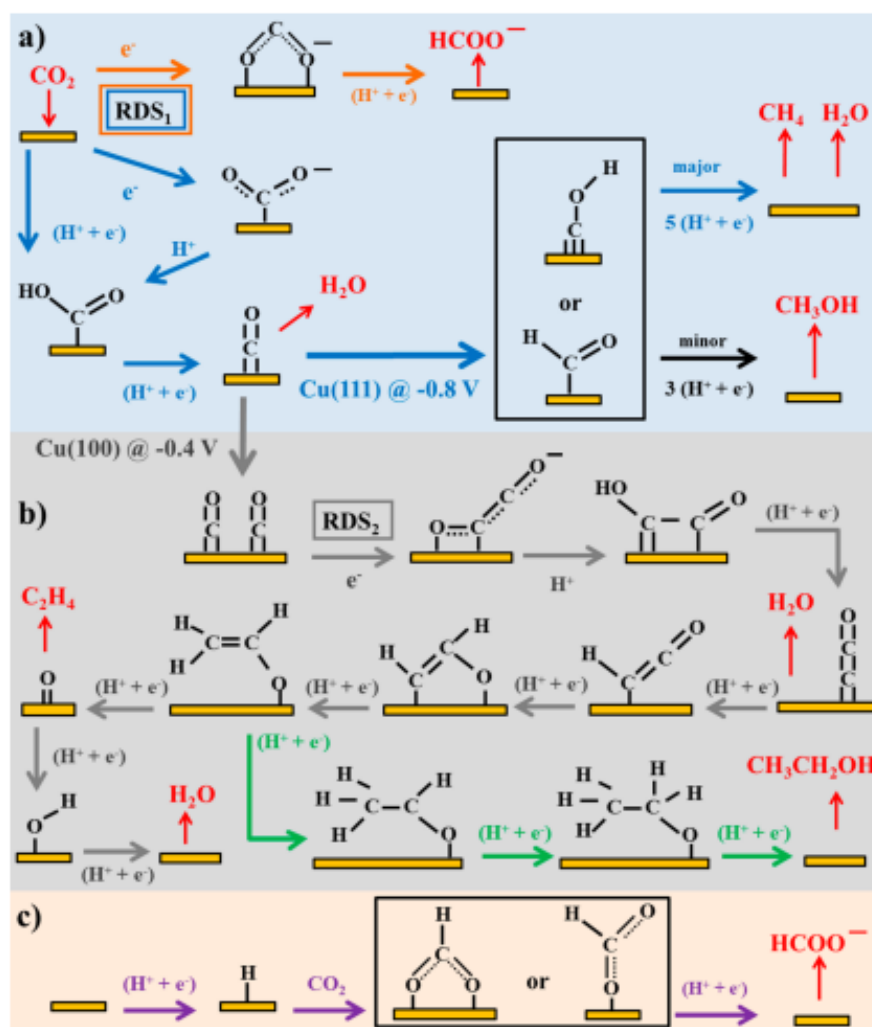 a)
CO₂
e⁻
RDS₁
C
O O
(H⁺ + e⁻)
HCOO⁻
e⁻
O O
C
(H⁺ + e⁻)
H⁺
HO O
C
(H⁺ + e⁻)
O
C
H₂O
Cu(111) @ -0.8 V
H
O
C
or
H O
C
major
5 (H⁺ + e⁻)
CH₄ H₂O
minor
3 (H⁺ + e⁻)
CH₃OH
Cu(100) @ -0.4 V
b)
O O
C C
RDS₂
e⁻
O
C
O C
H⁺
HO O
C C
(H⁺ + e⁻)
H₂O
O
C
C
(H⁺ + e⁻)
O
H C
C
(H⁺ + e⁻)
H
C
C O
(H⁺ + e⁻)
H H
C C
H
O
(H⁺ + e⁻)
C₂H₄
O
(H⁺ + e⁻)
H
O
(H⁺ + e⁻)
H₂O
(H⁺ + e⁻)
H H
H C C
H O
(H⁺ + e⁻)
H H
H C C H
H O
(H⁺ + e⁻)
CH₃CH₂OH
c)
(H⁺ + e⁻)
H
CO₂
H
C
O O
or
H O
C
O
(H⁺ + e⁻)
HCOO⁻